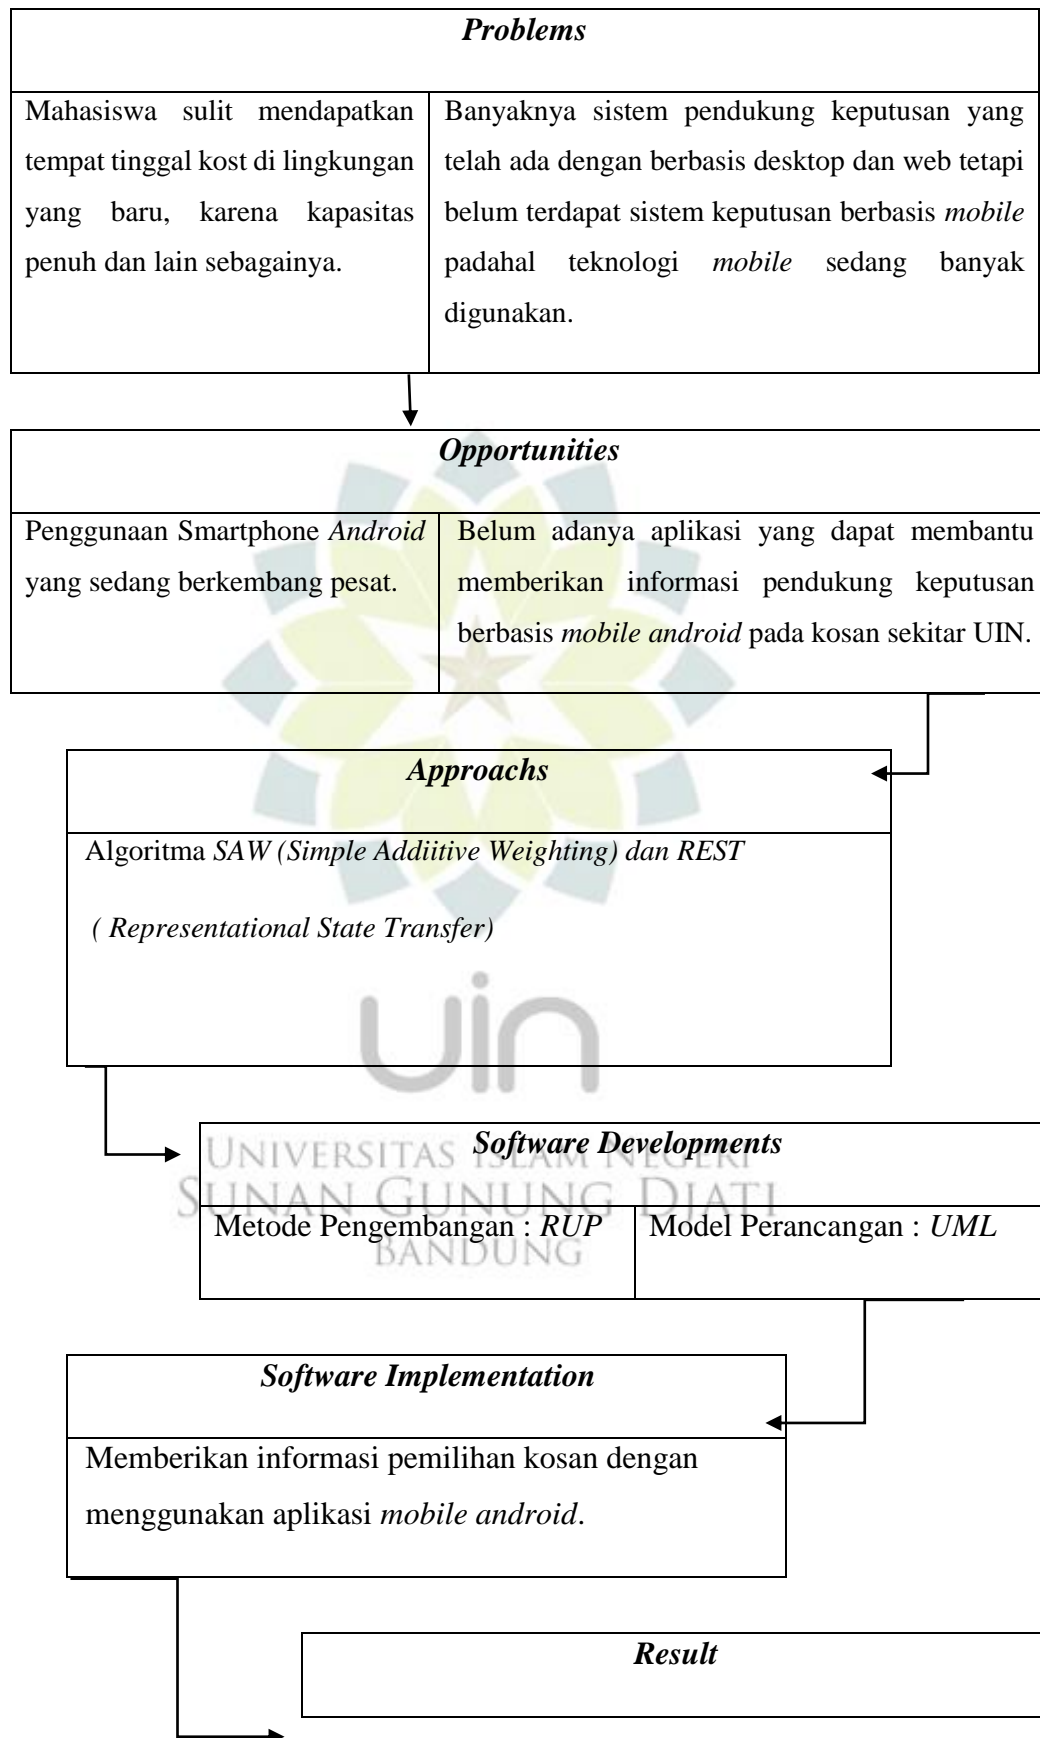 Problems
Mahasiswa sulit mendapatkan
tempat tinggal kost di lingkungan
yang baru, karena kapasitas
penuh dan lain sebagainya.
Banyaknya sistem pendukung keputusan yang
telah ada dengan berbasis desktop dan web tetapi
belum terdapat sistem keputusan berbasis mobile
padahal teknologi mobile sedang banyak
digunakan.
Opportunities
Penggunaan Smartphone Android
yang sedang berkembang pesat.
Belum adanya aplikasi yang dapat membantu
memberikan informasi pendukung keputusan
berbasis mobile android pada kosan sekitar UIN.
Approachs
Algoritma SAW (Simple Addiitive Weighting) dan REST
( Representational State Transfer)
uin
UNIVERSITAS ISLAM NEGERI
SUNAN GUNUNG DJATI
BANDUNG
Software Developments
Metode Pengembangan : RUP
Model Perancangan : UML
Software Implementation
Memberikan informasi pemilihan kosan dengan
menggunakan aplikasi mobile android.
Result